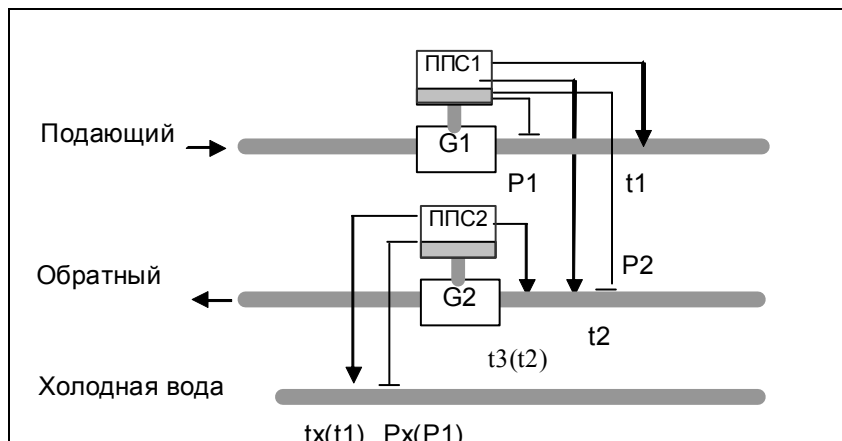 ППС1
Подающий
G1
P1
t1
ППС2
Обратный
P2
G2
t2
t3(t2)
Холодная вода
tx(t1) Px(P1)